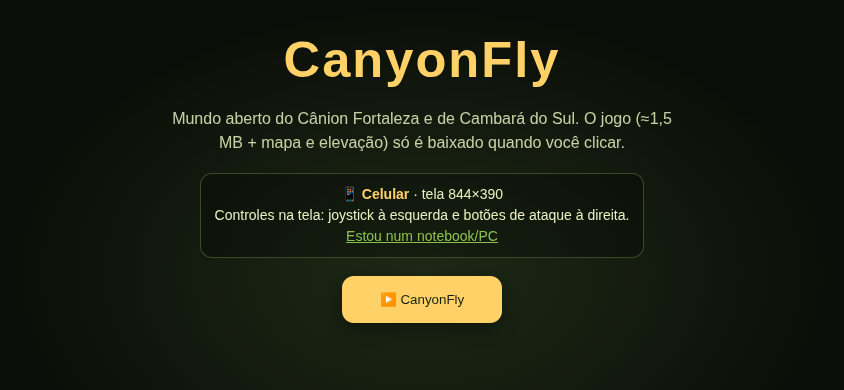 CanyonFly
Mundo aberto do Cânion Fortaleza e de Cambará do Sul. O jogo (≈1,5
MB + mapa e elevação) só é baixado quando você clicar.
📱 Celular · tela 844×390
Controles na tela: joystick à esquerda e botões de ataque à direita.
Estou num notebook/PC
▶️ CanyonFly